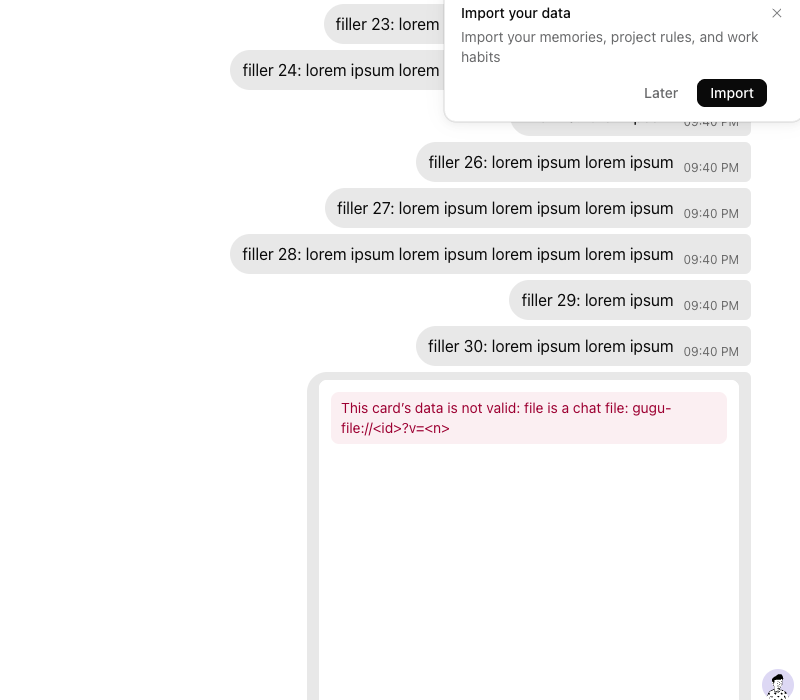 filler 23: lorem
Import your data
Import your memories, project rules, and work
habits
filler 24: lorem ipsum lorem
Later
Import
09:40 PM
filler 26: lorem ipsum lorem ipsum 09:40 PM
filler 27: lorem ipsum lorem ipsum lorem ipsum 09:40 PM
filler 28: lorem ipsum lorem ipsum lorem ipsum lorem ipsum 09:40 PM
filler 29: lorem ipsum 09:40 PM
filler 30: lorem ipsum lorem ipsum 09:40 PM
This card's data is not valid: file is a chat file: gugu-
file://<id>?v=<n>